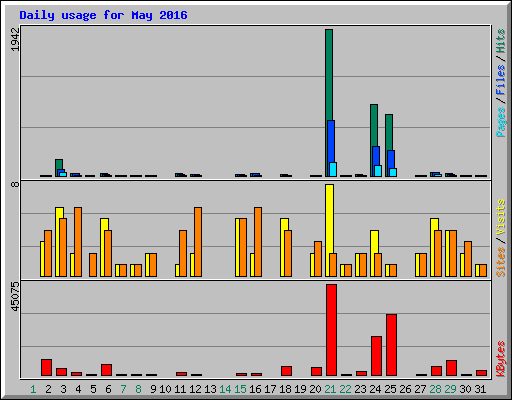 Daily usage for May 2016
1942
Pages / Files / Hits
8
Sites / Visits
45075
KBytes
1 2 3 4 5 6 7 8 9 10 11 12 13 14 15 16 17 18 19 20 21 22 23 24 25 26 27 28 29 30 31